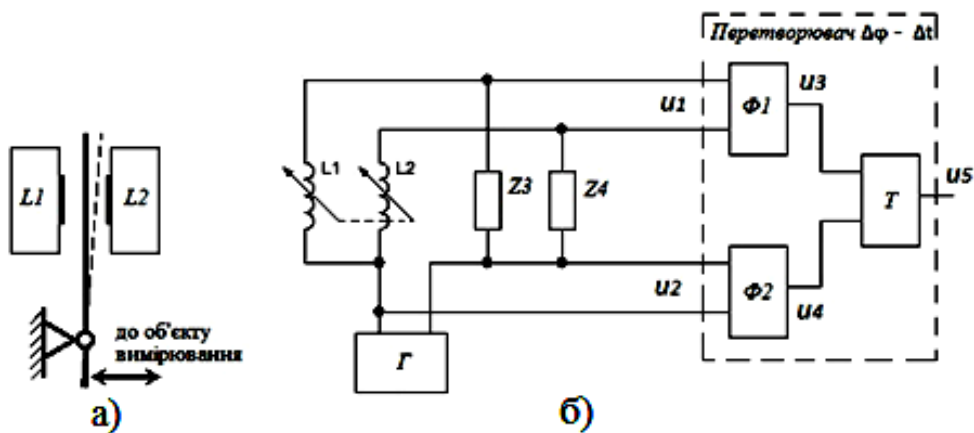 Перетворювач Δφ - Δt
L1
L2
до об'єкту
вимірювання
а)
L1
L2
Z3
Z4
u1
u2
Ф1
Ф2
u3
u4
T
u5
Г
б)